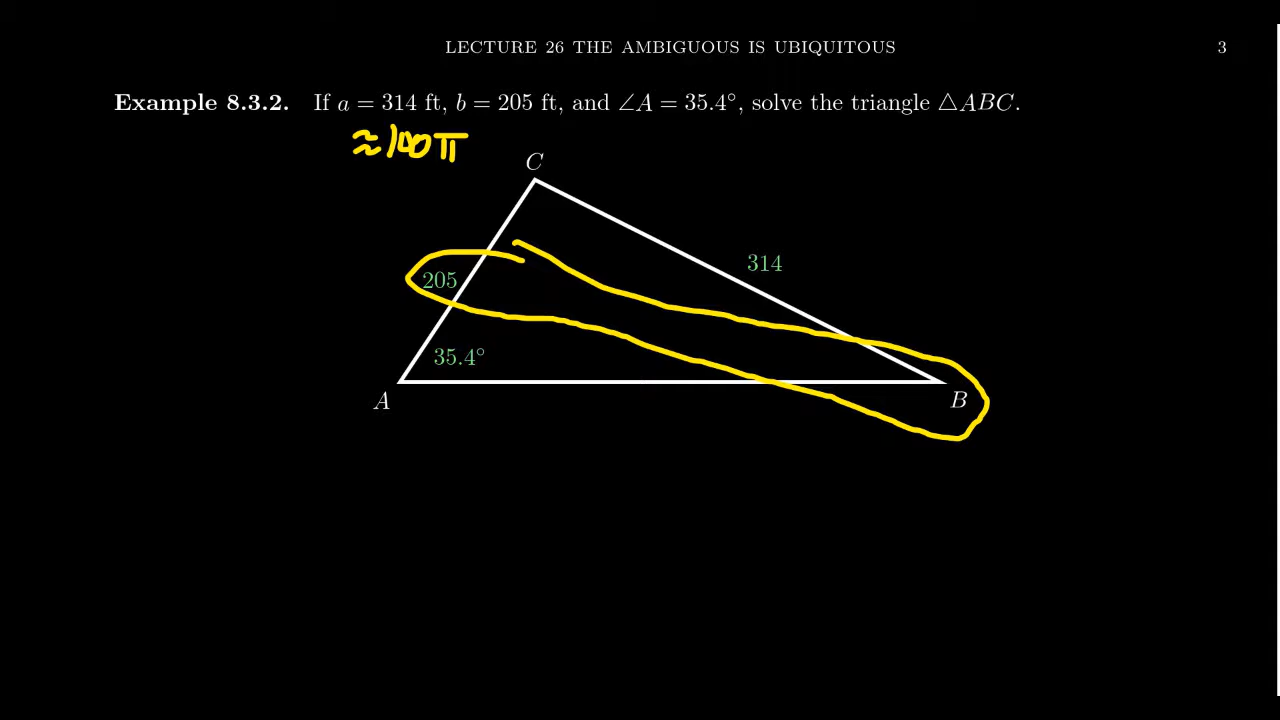 LECTURE 26 THE AMBIGUOUS IS UBIQUITOUS 3
Example 8.3.2. If a = 314 ft, b = 205 ft, and ∠A = 35.4°, solve the triangle △ABC.
≈100π
C
314
205
35.4°
A
B